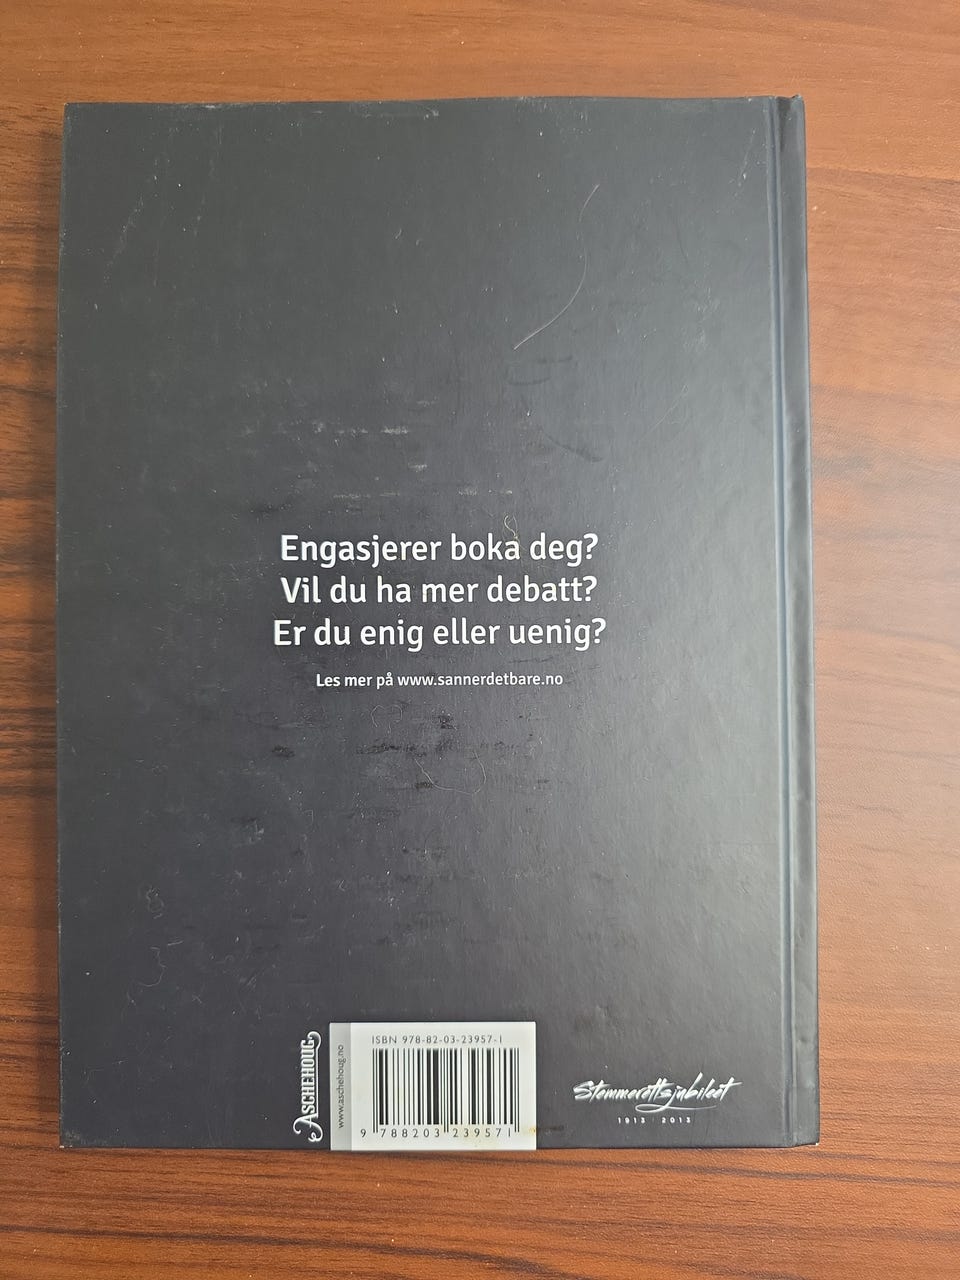 Engasjerer boka deg?
Vil du ha mer debatt?
Er du enig eller uenig?
Les mer på www.sannerdetbare.no
ASCHEHOUG
www.aschehoug.no
ISBN 978-82-03-23957-1
9 788203 239571
Stemmerettsjubileet
1913 2013